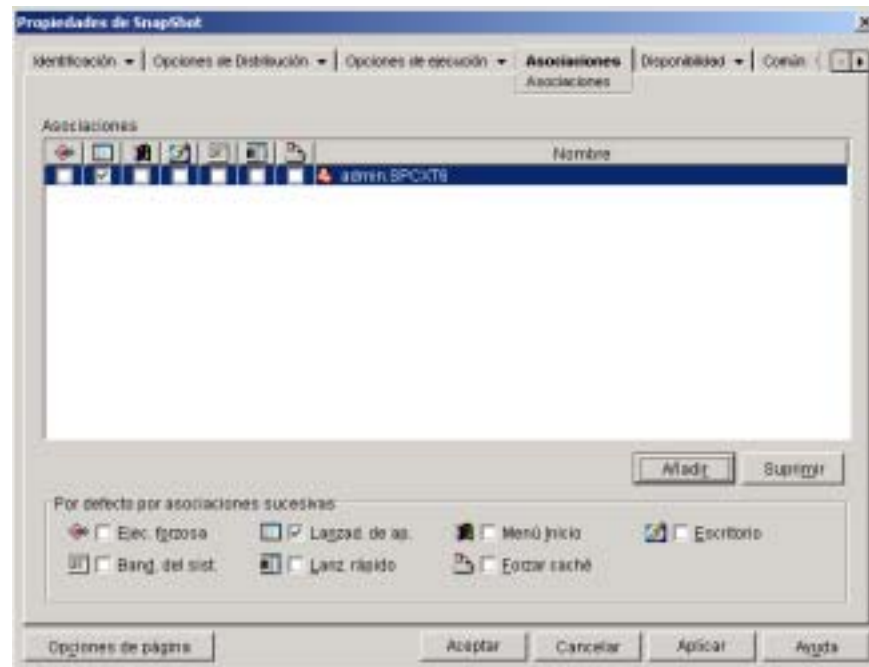 Propiedades de SnapShot
Identificación Opciones de Distribución Opciones de ejecución Asociaciones Disponibilidad Común
Asociaciones
Asociaciones
Nombre
admin.BPCXT6
Añadir Suprimir
Por defecto por asociaciones sucesivas
Ejec. forzosa Lanzad. de ap. Menú Inicio Escritorio
Band. del sist. Lanz. rápido Forzar caché
Opciones de página Aceptar Cancelar Aplicar Ayuda